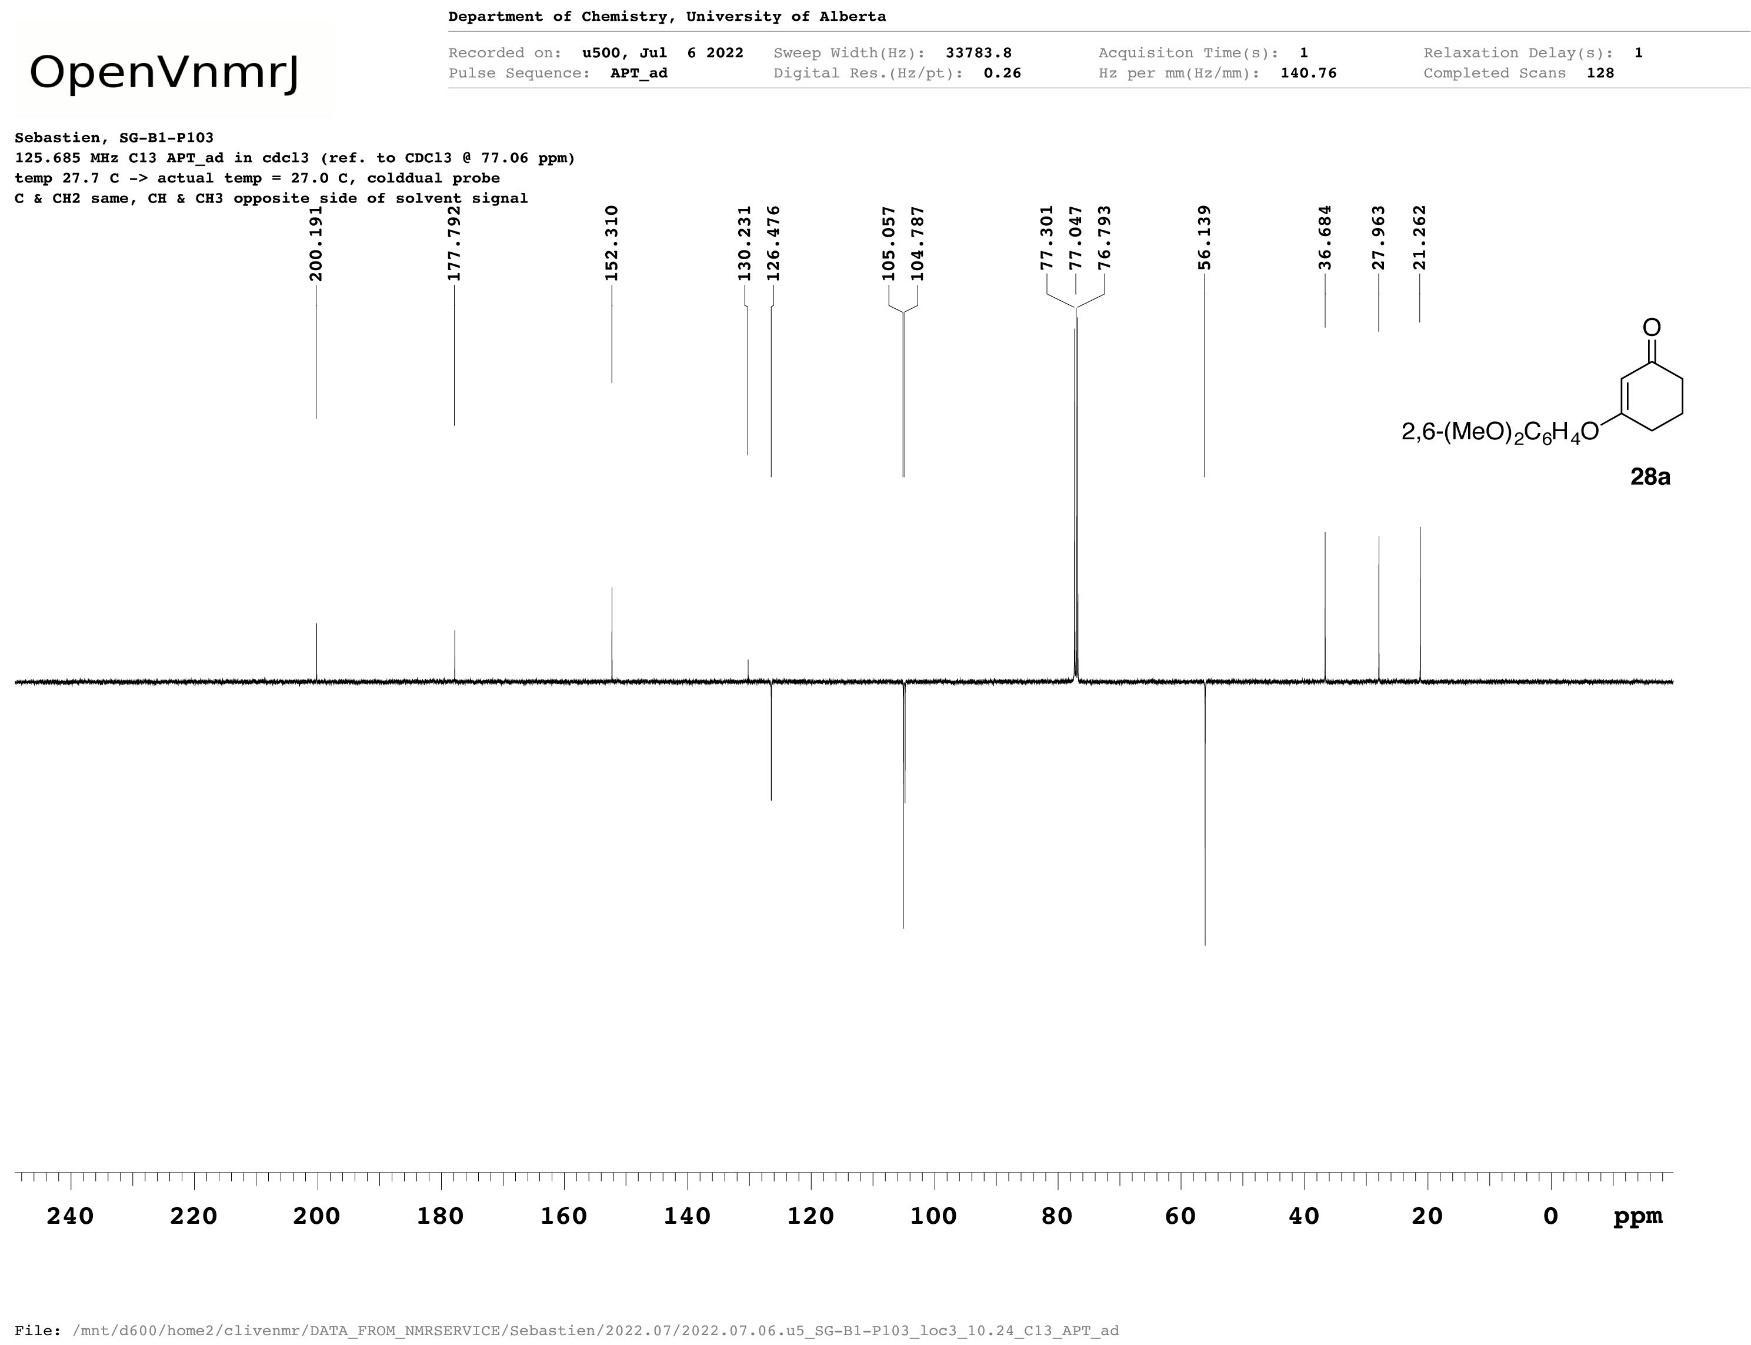 Department of Chemistry, University of Alberta
OpenVnmrJ
Recorded on: u500, Jul 6 2022 Sweep Width(Hz): 33783.8 Acquisiton Time(s): 1 Relaxation Delay(s): 1
Pulse Sequence: APT_ad Digital Res.(Hz/pt): 0.26 Hz per mm(Hz/mm): 140.76 Completed Scans 128
Sebastien, SG-B1-P103
125.685 MHz C13 APT_ad in cdcl3 (ref. to CDCl3 @ 77.06 ppm)
temp 27.7 C -> actual temp = 27.0 C, colddual probe
C & CH2 same, CH & CH3 opposite side of solvent signal
200.191
177.792
152.310
130.231
126.476
105.057
104.787
77.301
77.047
76.793
56.139
36.684
27.963
21.262
O
2,6-(MeO)₂C₆H₄O
28a
240 220 200 180 160 140 120 100 80 60 40 20 0 ppm
File: /mnt/d600/home2/clivenmr/DATA_FROM_NMRSERVICE/Sebastien/2022.07/2022.07.06.u5_SG-B1-P103_loc3_10.24_C13_APT_ad